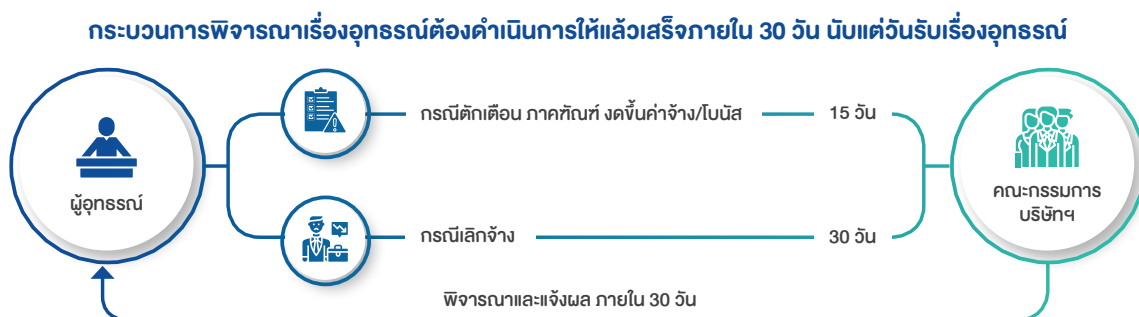 กระบวนการพิจารณาเรื่องอุทธรณ์ต้องดำเนินการให้แล้วเสร็จภายใน 30 วัน นับแต่วันรับเรื่องอุทธรณ์
ผู้อุทธรณ์
กรณีตักเตือน ภาคฑัณฑ์ งดขึ้นค่าจ้าง/โบนัส
15 วัน
กรณีเลิกจ้าง
30 วัน
คณะกรรมการ
บริษัทฯ
พิจารณาและแจ้งผล ภายใน 30 วัน